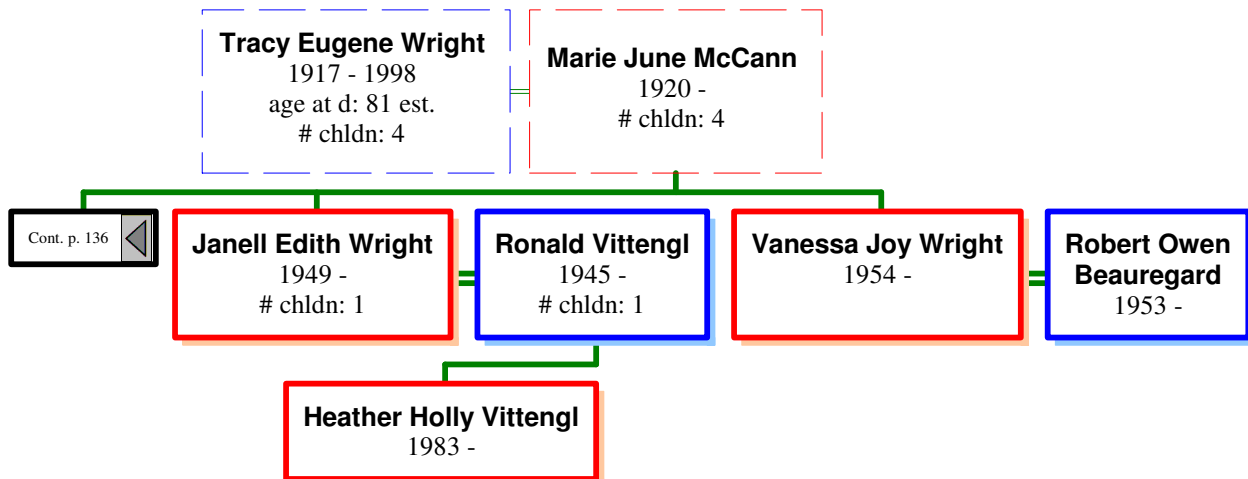 Tracy Eugene Wright
1917 - 1998
age at d: 81 est.
# chldn: 4
Marie June McCann
1920 -
# chldn: 4
Cont. p. 136
Janell Edith Wright
1949 -
# chldn: 1
Ronald Vittengl
1945 -
# chldn: 1
Vanessa Joy Wright
1954 -
Robert Owen
Beauregard
1953 -
Heather Holly Vittengl
1983 -